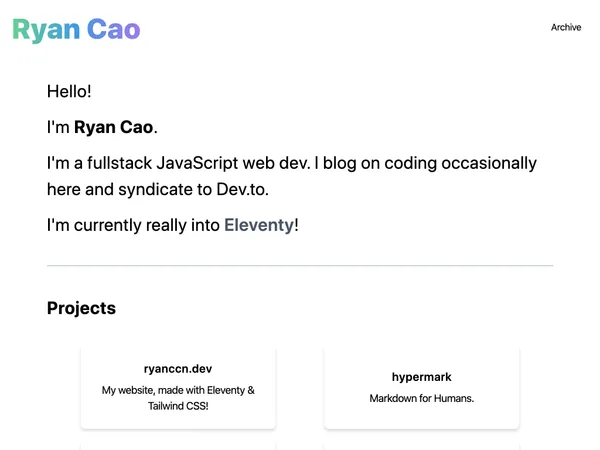 Ryan Cao
Archive
Hello!
I'm Ryan Cao.
I'm a fullstack JavaScript web dev. I blog on coding occasionally
here and syndicate to Dev.to.
I'm currently really into Eleventy!
Projects
ryanccn.dev
My website, made with Eleventy &
Tailwind CSS!
hypermark
Markdown for Humans.